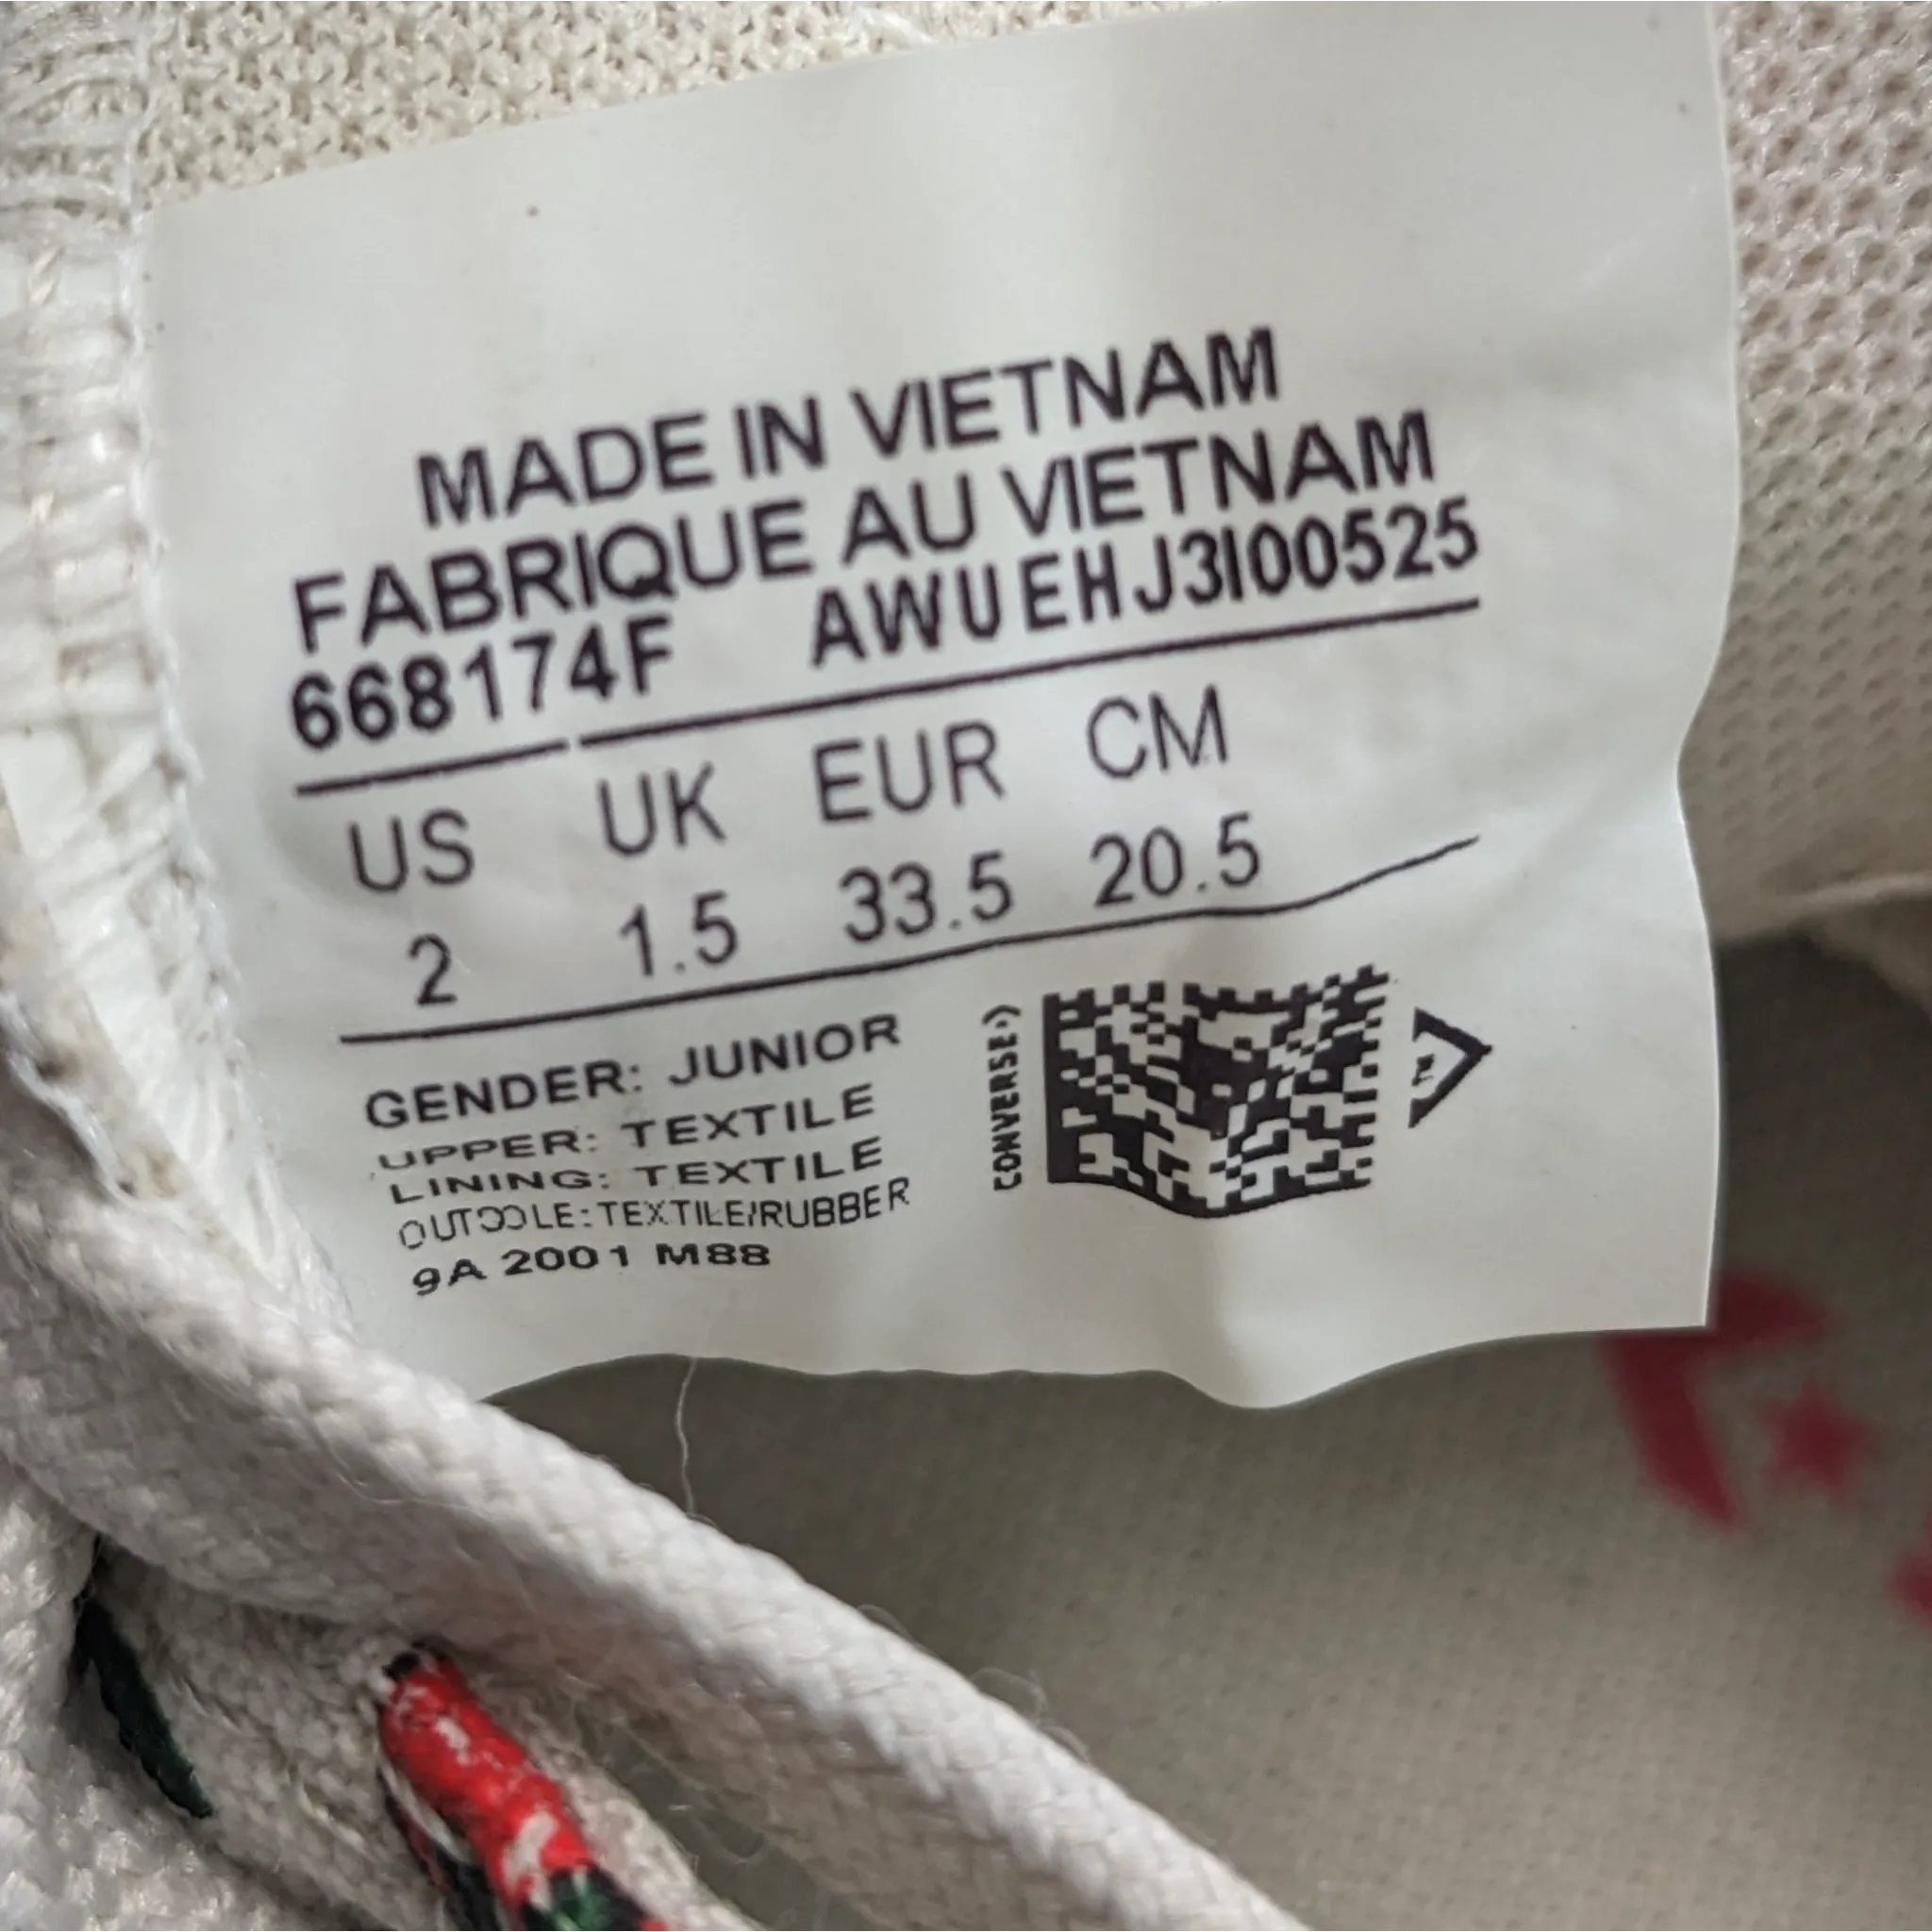 MADE IN VIETNAM
FABRIQUE AU VIETNAM
668174F AWUEHJ3I00525
US UK EUR CM
2 1.5 33.5 20.5
GENDER: JUNIOR
UPPER: TEXTILE
LINING: TEXTILE
OUTSOLE:TEXTILE/RUBBER
9A 2001 M88
CONVERSE
TM